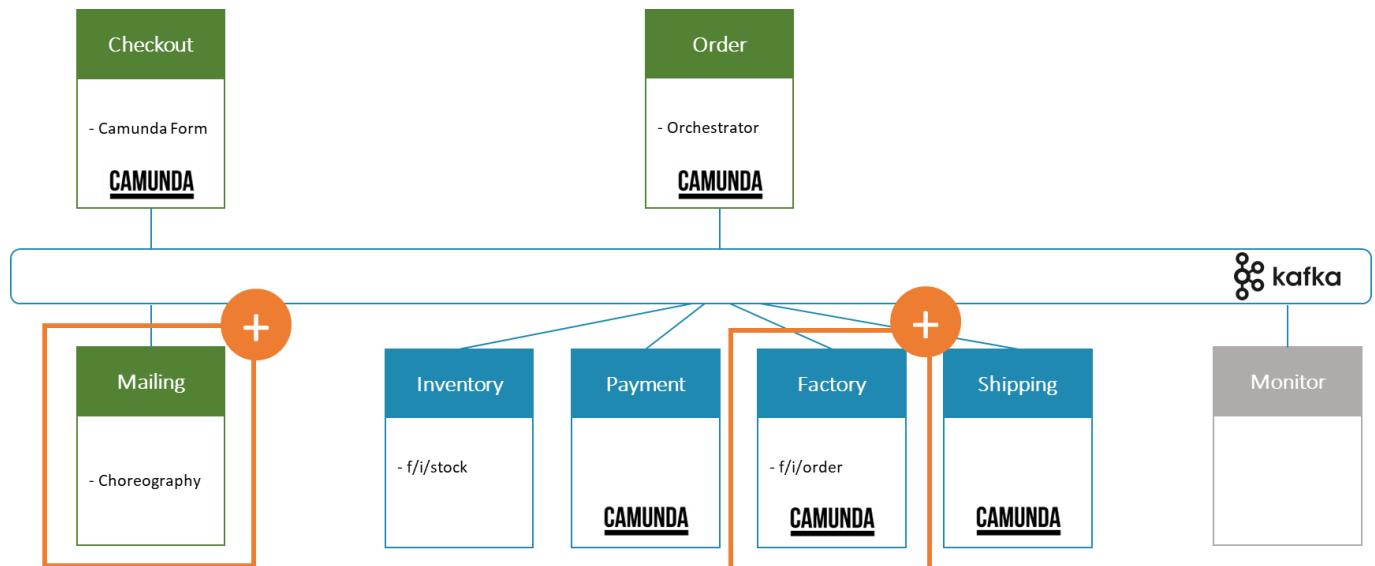 Checkout
Order
- Camunda Form
- Orchestrator
CAMUNDA
CAMUNDA
kafka
+
+
Mailing
Inventory
Payment
Factory
Shipping
Monitor
- Choreography
- f/i/stock
- f/i/order
CAMUNDA
CAMUNDA
CAMUNDA